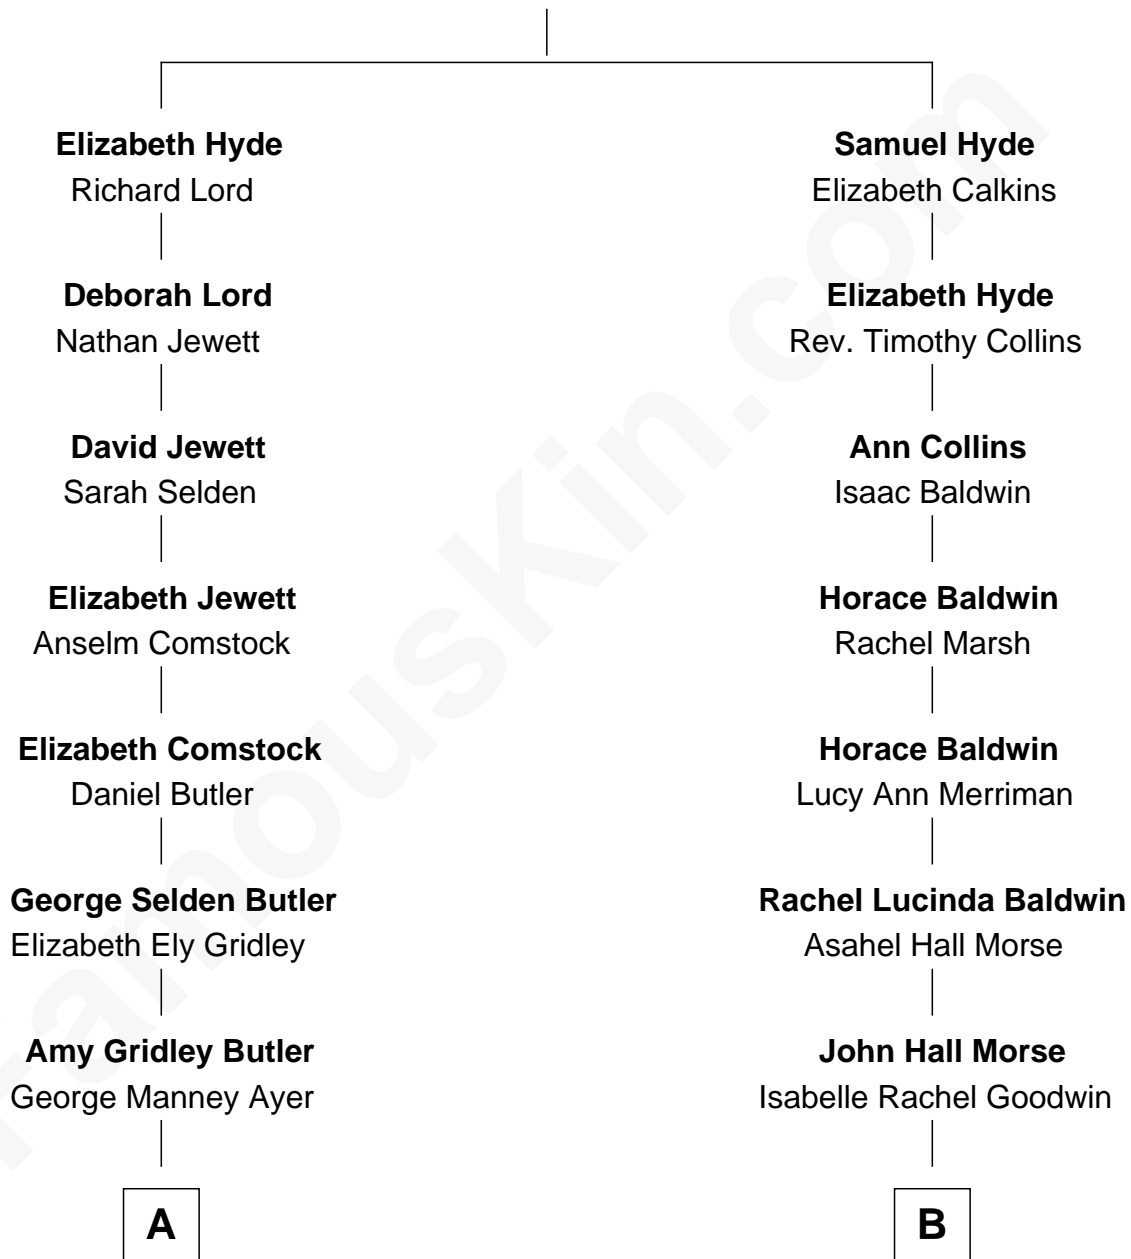 Elizabeth Hyde
Richard Lord
Deborah Lord
Nathan Jewett
David Jewett
Sarah Selden
Elizabeth Jewett
Anselm Comstock
Elizabeth Comstock
Daniel Butler
George Selden Butler
Elizabeth Ely Gridley
Amy Gridley Butler
George Manney Ayer
A
Samuel Hyde
Elizabeth Calkins
Elizabeth Hyde
Rev. Timothy Collins
Ann Collins
Isaac Baldwin
Horace Baldwin
Rachel Marsh
Horace Baldwin
Lucy Ann Merriman
Rachel Lucinda Baldwin
Asahel Hall Morse
John Hall Morse
Isabelle Rachel Goodwin
B
FamousKin.com